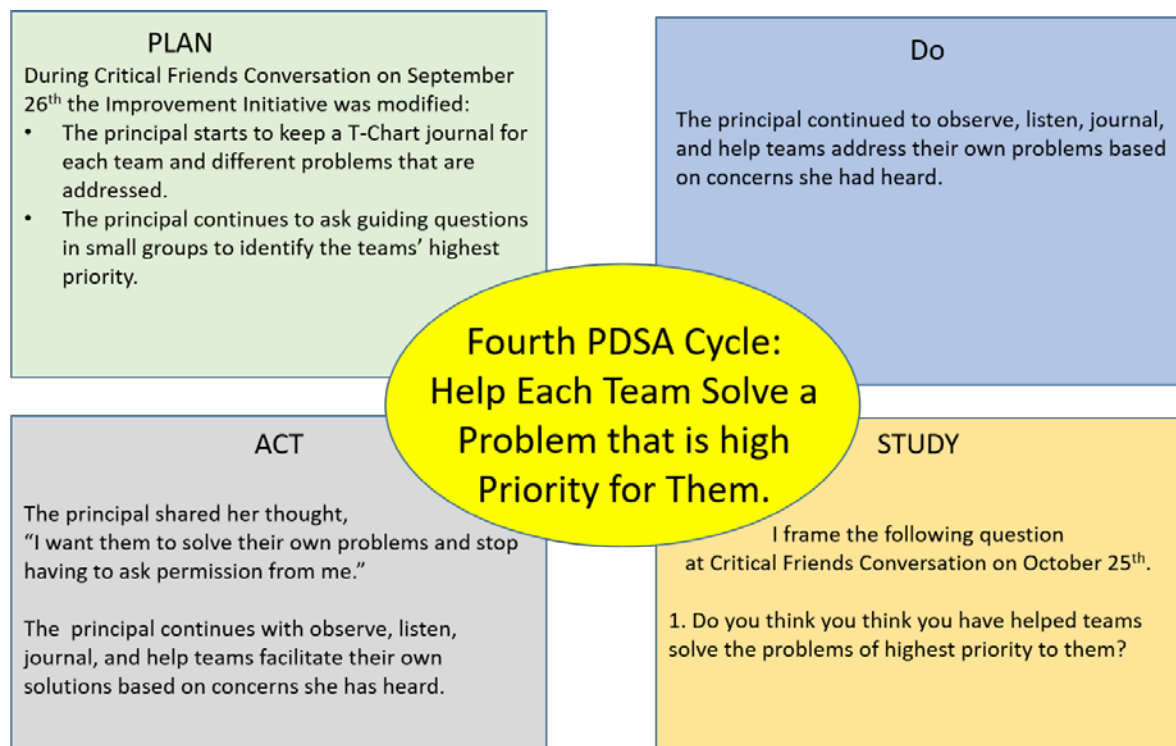 PLAN
During Critical Friends Conversation on September
26th the Improvement Initiative was modified:
• The principal starts to keep a T-Chart journal for
each team and different problems that are
addressed.
• The principal continues to ask guiding questions
in small groups to identify the teams' highest
priority.
Do
The principal continued to observe, listen, journal,
and help teams address their own problems based
on concerns she had heard.
Fourth PDSA Cycle:
Help Each Team Solve a
Problem that is high
Priority for Them.
ACT
The principal shared her thought,
“I want them to solve their own problems and stop
having to ask permission from me.”
The  principal continues with observe, listen,
journal, and help teams facilitate their own
solutions based on concerns she has heard.
STUDY
I frame the following question
at Critical Friends Conversation on October 25th.
1. Do you think you think you have helped teams
solve the problems of highest priority to them?